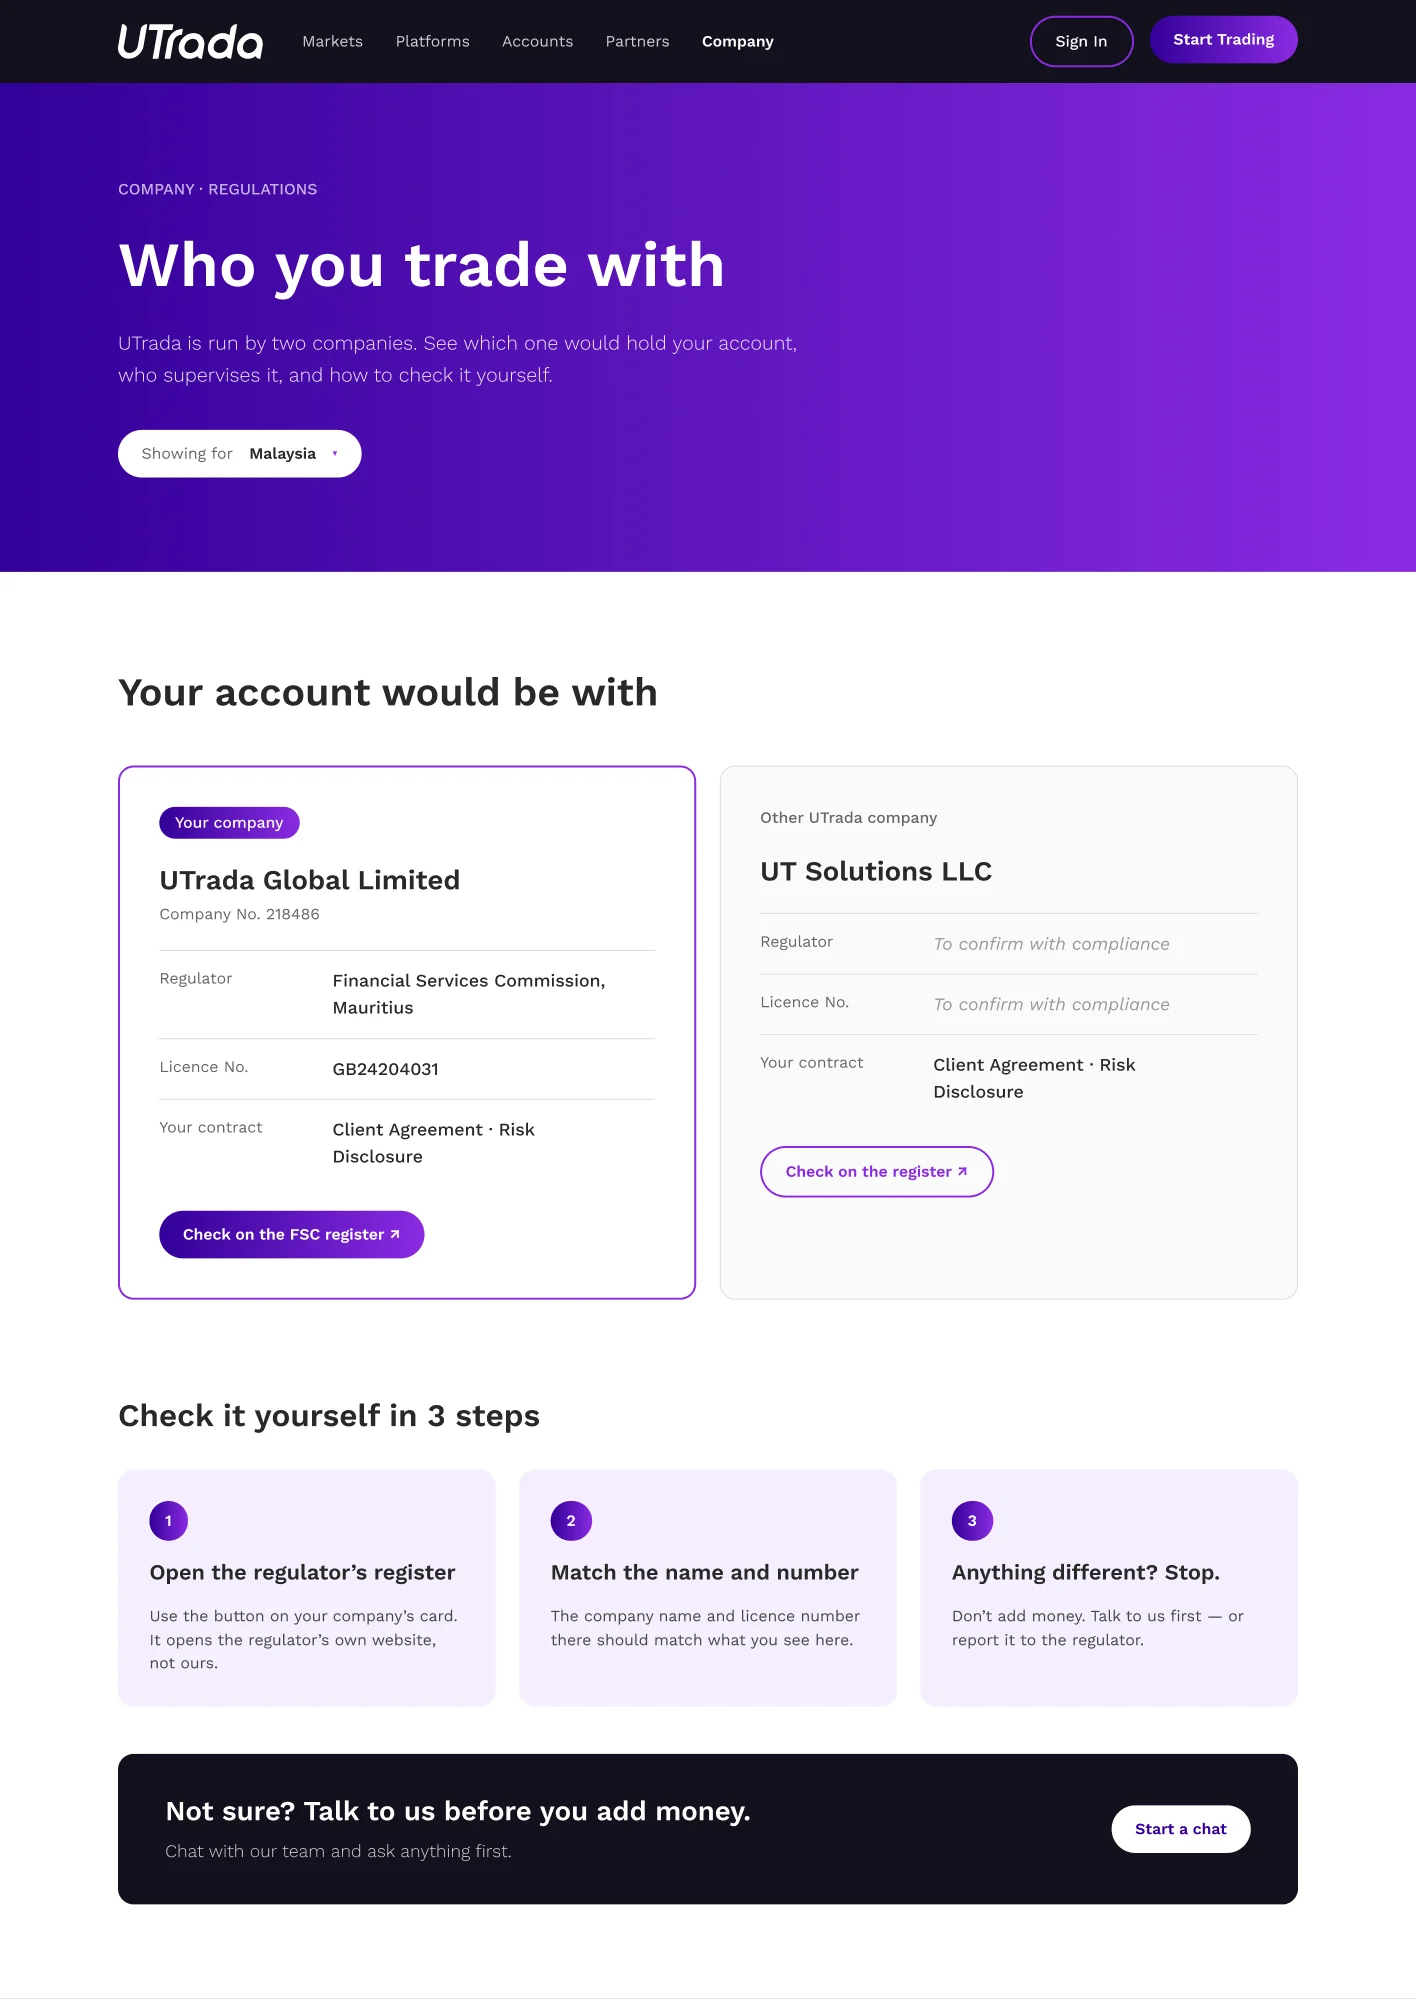 UTrada
Markets
Platforms
Accounts
Partners
Company
Sign In
Start Trading
COMPANY · REGULATIONS
Who you trade with
UTrada is run by two companies. See which one would hold your account,
who supervises it, and how to check it yourself.
Showing for Malaysia ▾
Your account would be with
Your company
UTrada Global Limited
Company No. 218486
Regulator
Financial Services Commission,
Mauritius
Licence No.
GB24204031
Your contract
Client Agreement · Risk
Disclosure
Check on the FSC register ↗
Other UTrada company
UT Solutions LLC
Regulator
To confirm with compliance
Licence No.
To confirm with compliance
Your contract
Client Agreement · Risk
Disclosure
Check on the register ↗
Check it yourself in 3 steps
1
Open the regulator’s register
Use the button on your company’s card.
It opens the regulator’s own website,
not ours.
2
Match the name and number
The company name and licence number
there should match what you see here.
3
Anything different? Stop.
Don’t add money. Talk to us first — or
report it to the regulator.
Not sure? Talk to us before you add money.
Chat with our team and ask anything first.
Start a chat